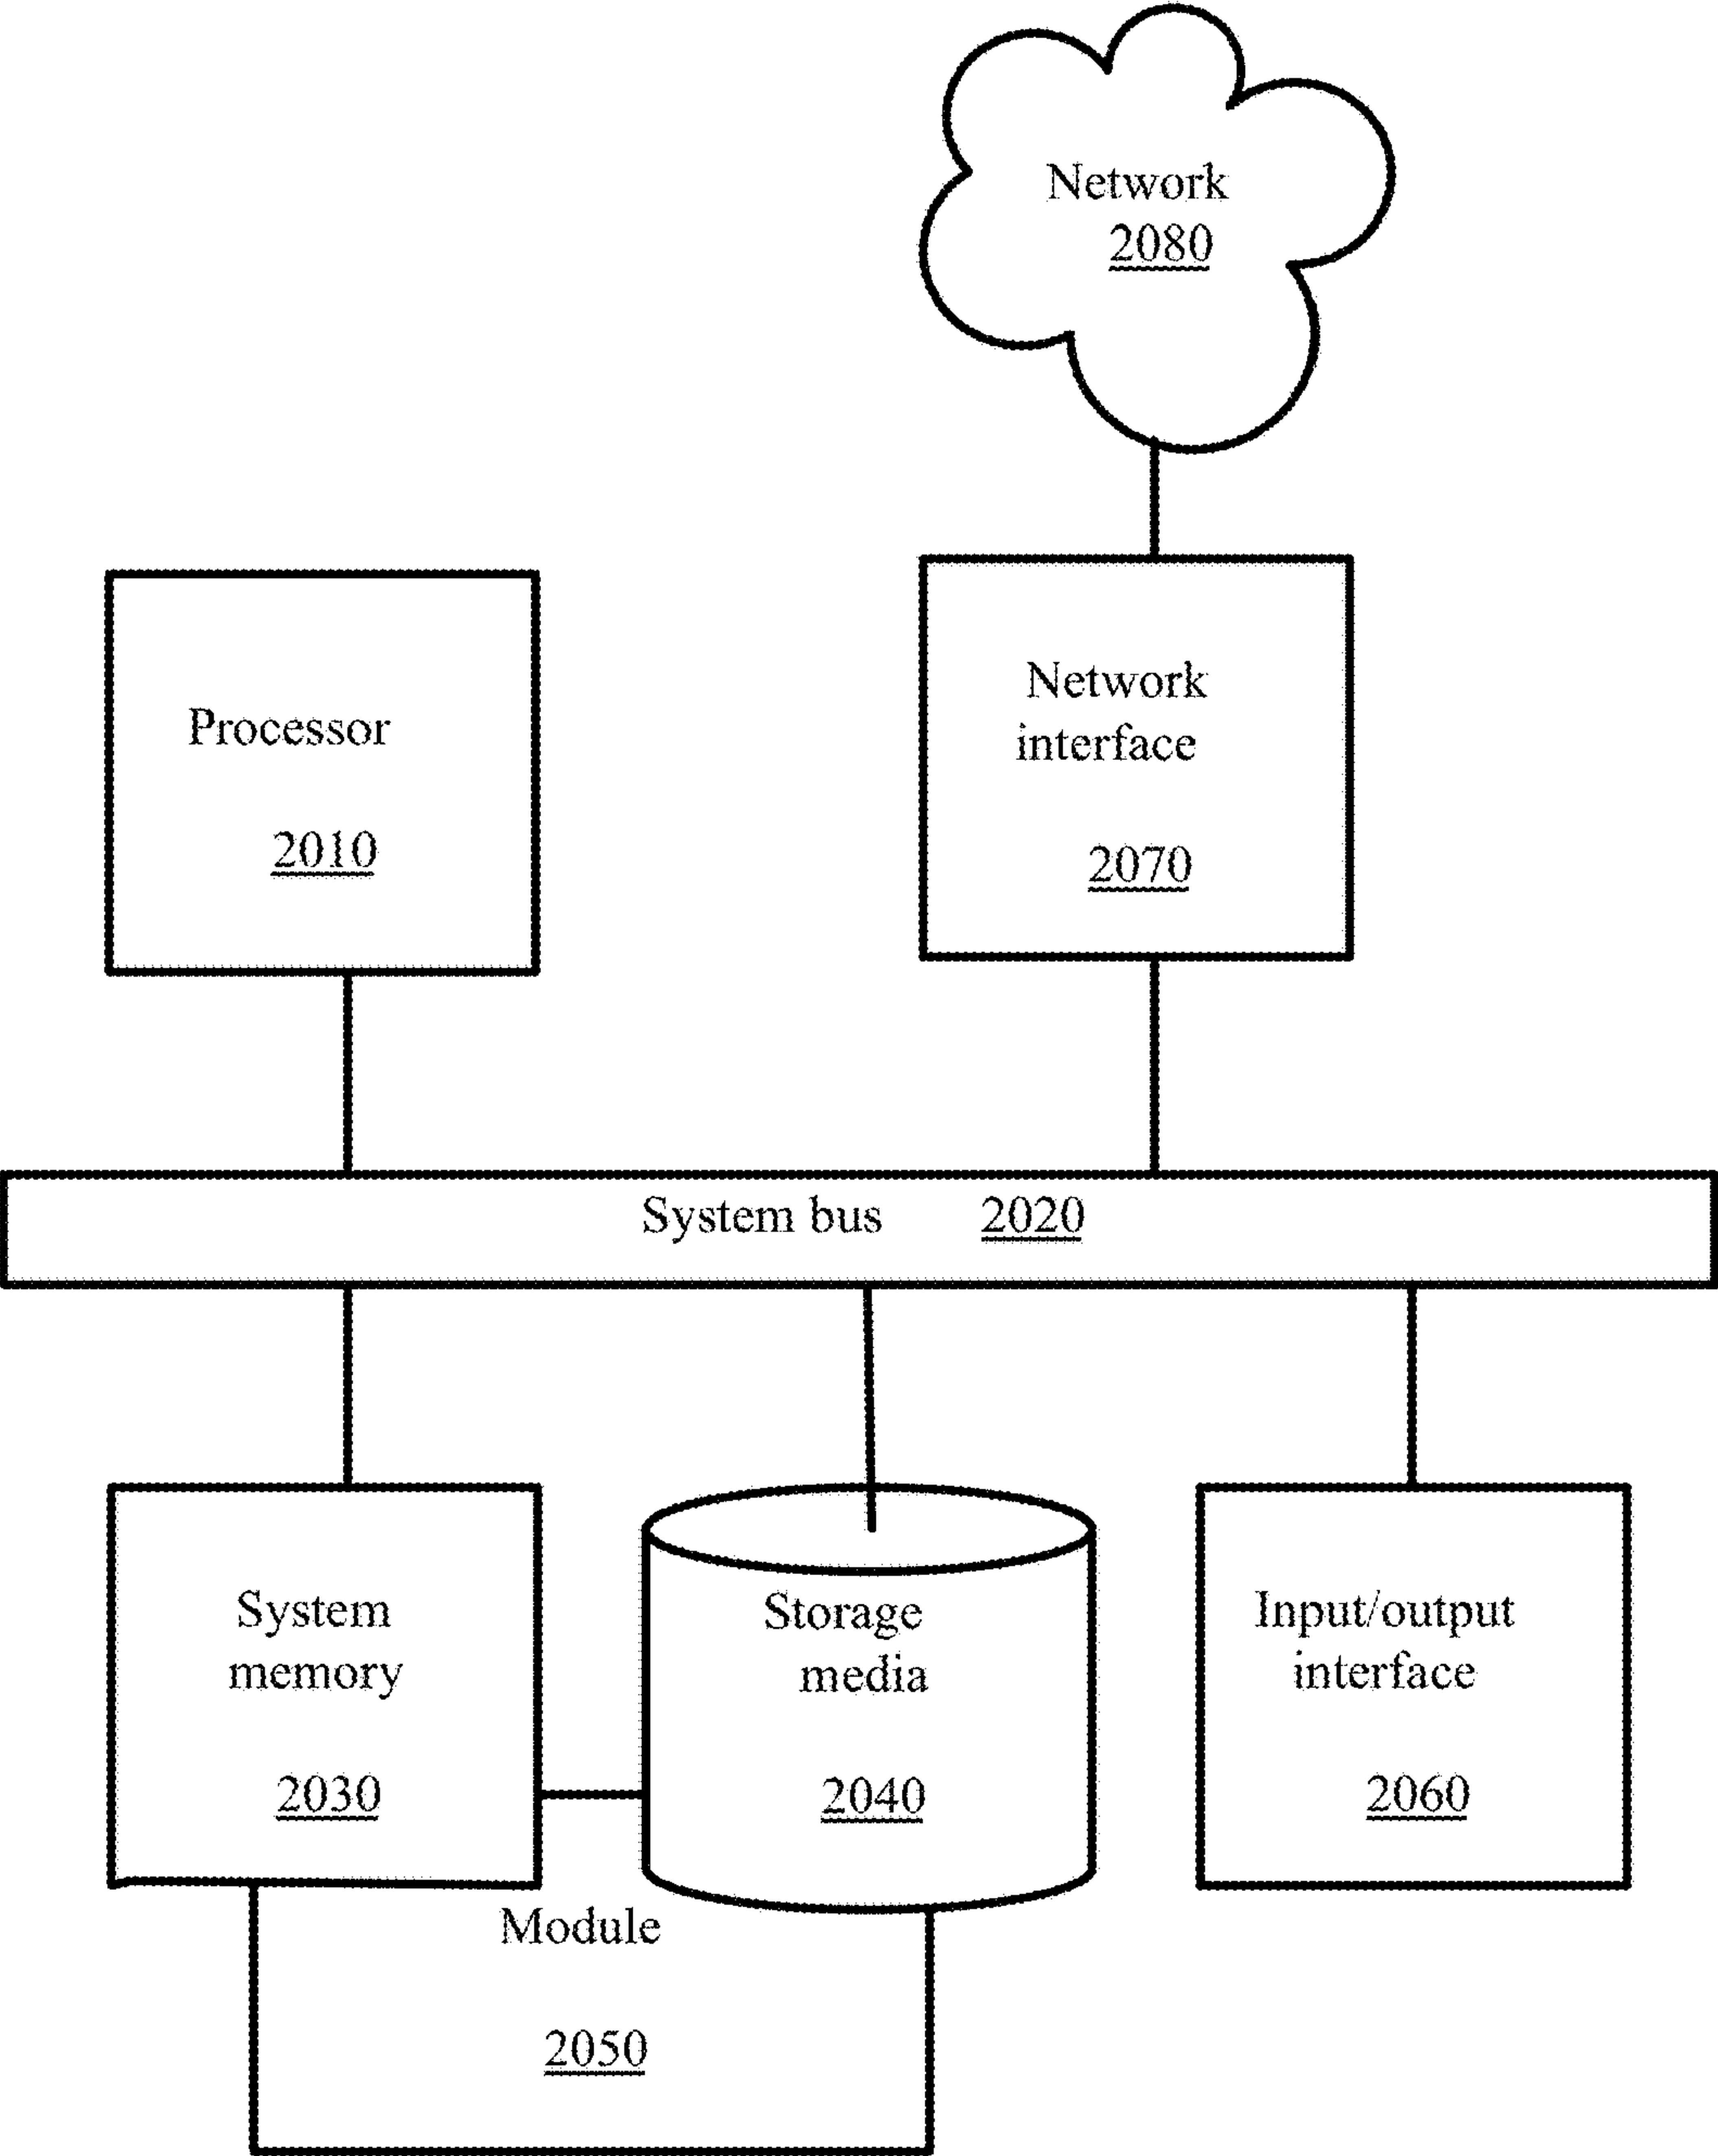 Network
2080
Processor
2010
Network
interface
2070
System bus 2020
System
memory
2030
Storage
media
2040
Input/output
interface
2060
Module
2050